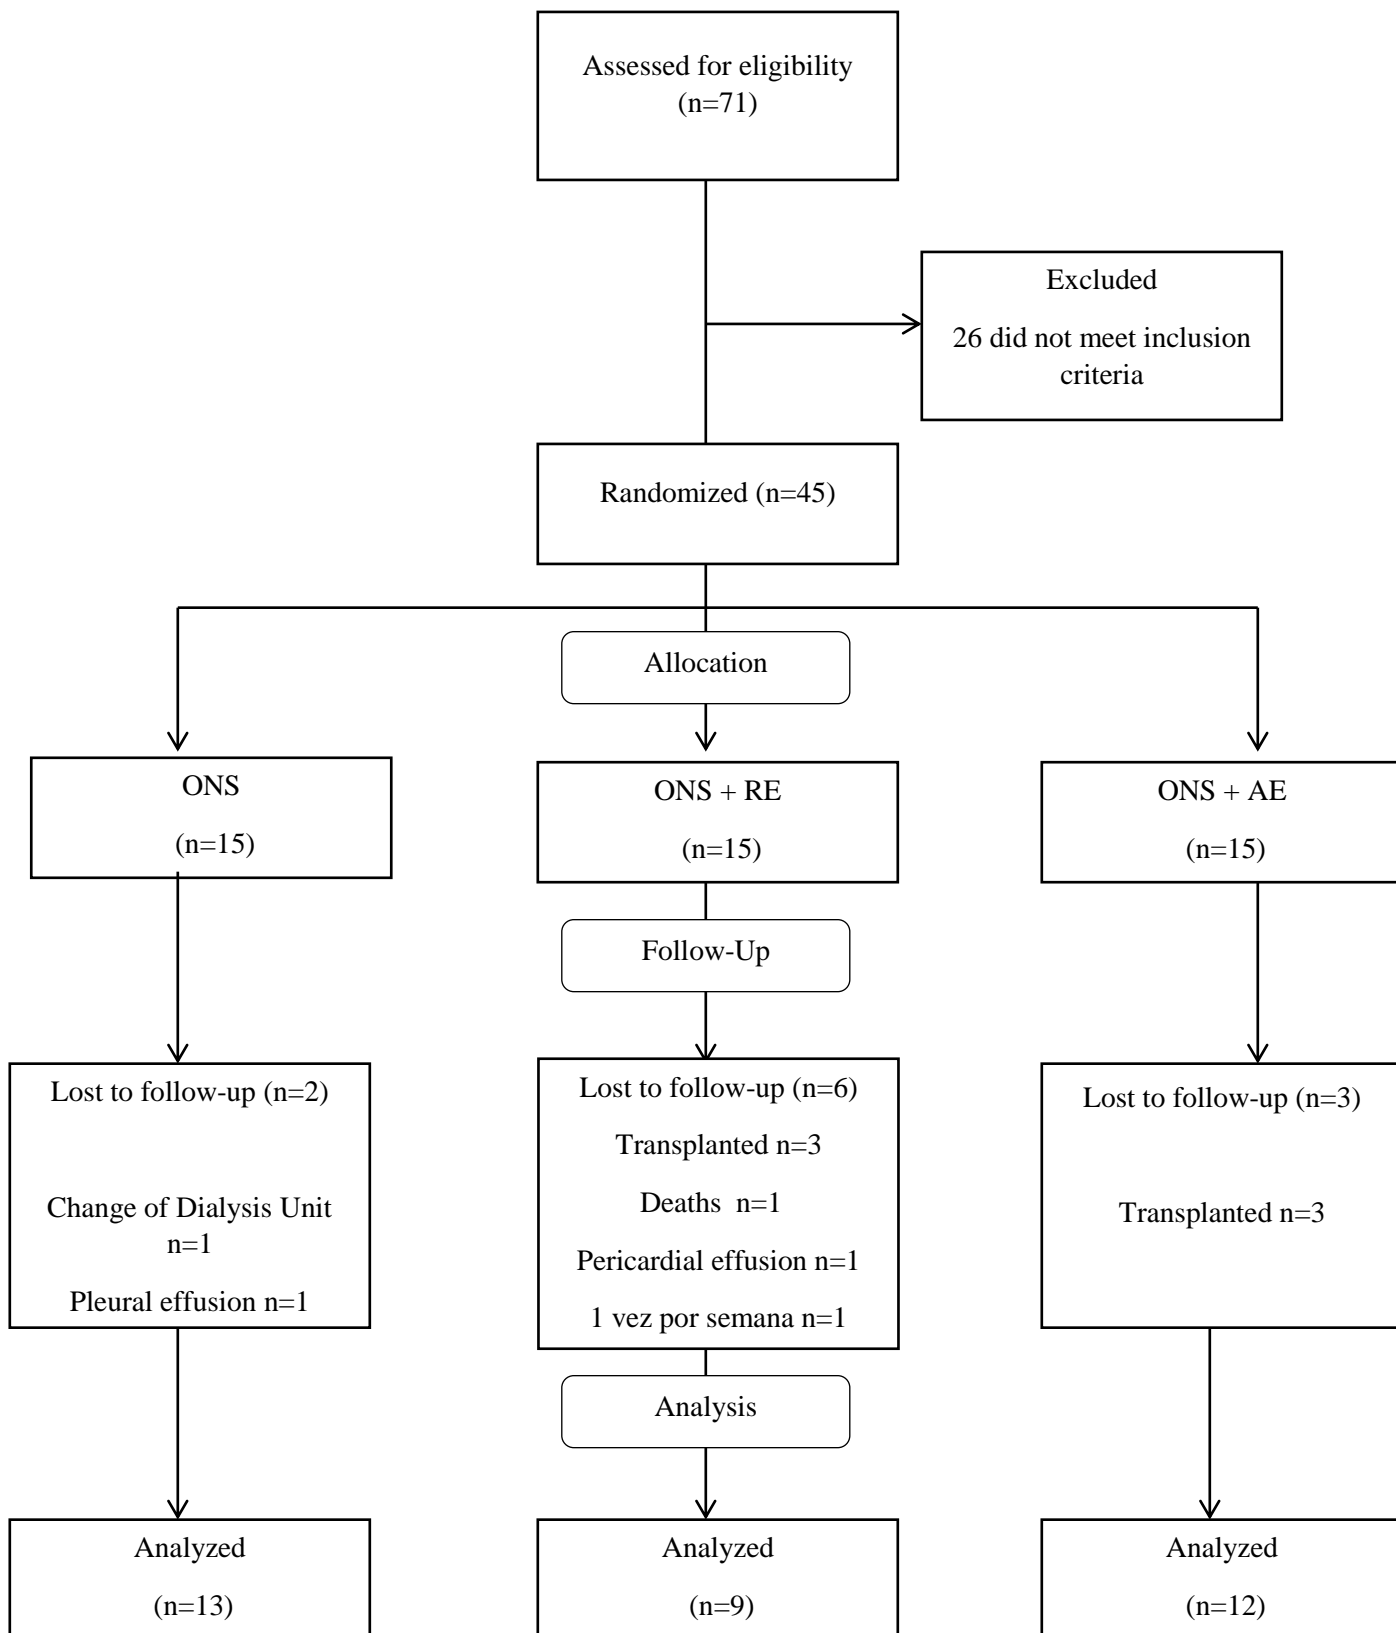 Assessed for eligibility
(n=71)
Excluded
26 did not meet inclusion
criteria
Randomized (n=45)
Allocation
ONS
(n=15)
ONS + RE
(n=15)
ONS + AE
(n=15)
Follow-Up
Lost to follow-up (n=2)
Change of Dialysis Unit
n=1
Pleural effusion n=1
Lost to follow-up (n=6)
Transplanted n=3
Deaths  n=1
Pericardial effusion n=1
1 vez por semana n=1
Lost to follow-up (n=3)
Transplanted n=3
Analysis
Analyzed
(n=13)
Analyzed
(n=9)
Analyzed
(n=12)